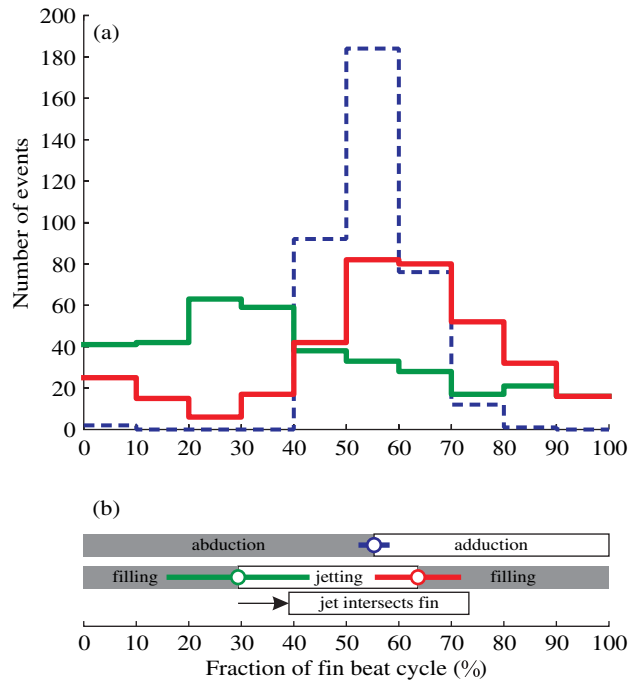 (a)
200
180
160
140
120
100
80
60
40
20
0
Number of events
0 10 20 30 40 50 60 70 80 90 100
(b)
abduction adduction
filling jetting filling
jet intersects fin
0 10 20 30 40 50 60 70 80 90 100
Fraction of fin beat cycle (%)